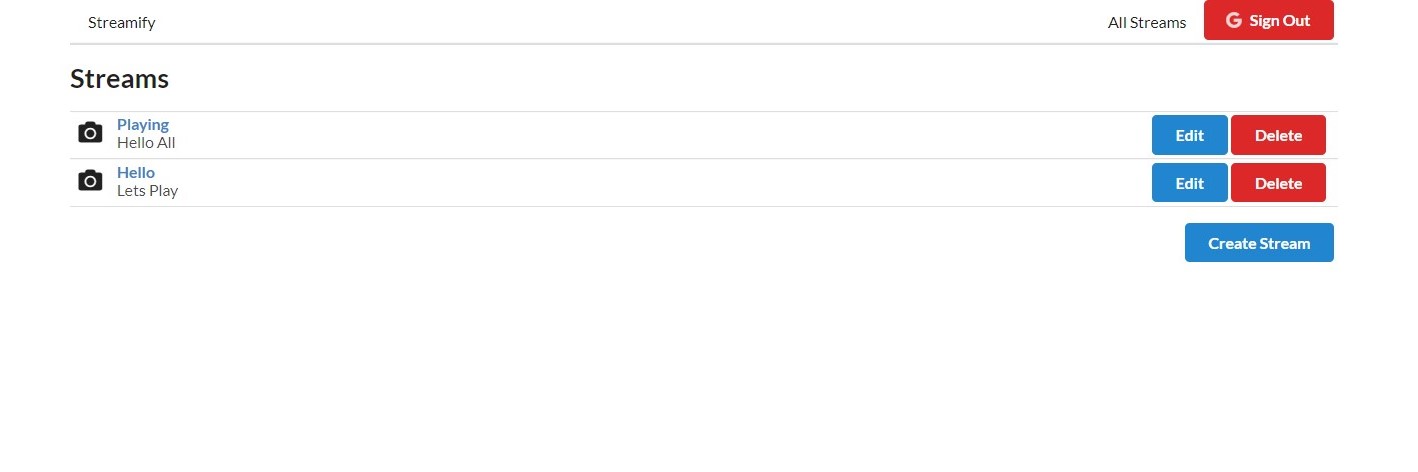 Streamify
All Streams
Sign Out
Streams
Playing
Hello All
Edit
Delete
Hello
Lets Play
Edit
Delete
Create Stream